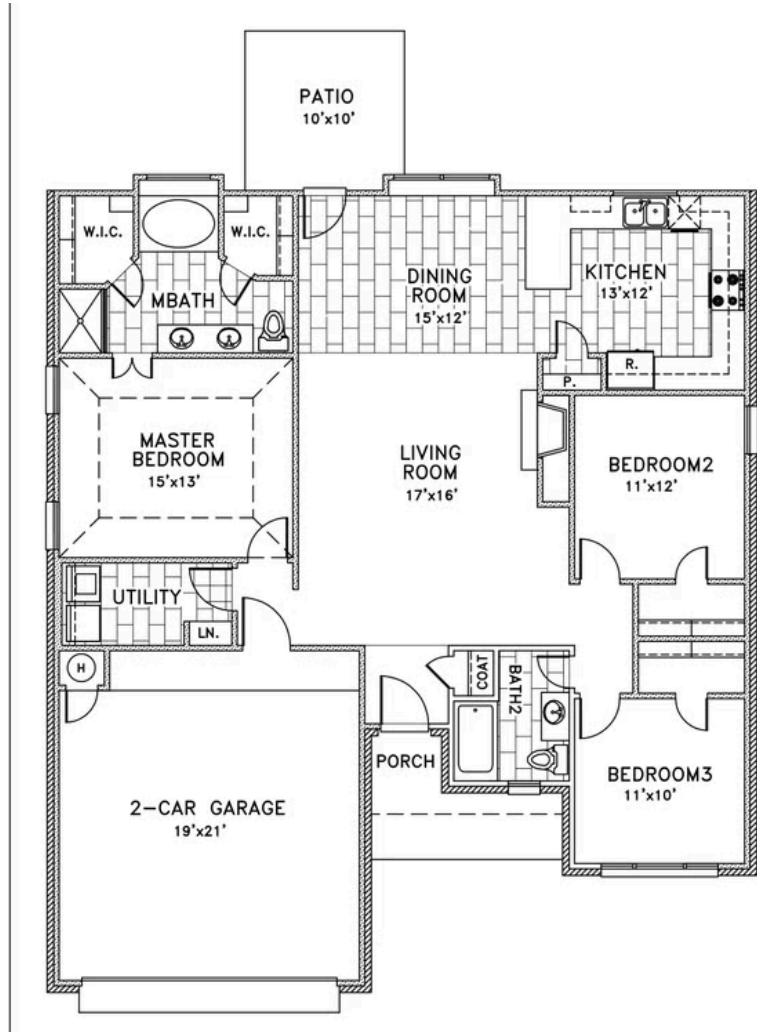 PATIO
10'x10'
W.I.C.
W.I.C.
MBATH
DINING
ROOM
15'x12'
KITCHEN
13'x12'
P.
R.
MASTER
BEDROOM
15'x13'
LIVING
ROOM
17'x16'
BEDROOM2
11'x12'
UTILITY
LN.
H
COAT
BATH2
PORCH
BEDROOM3
11'x10'
2-CAR GARAGE
19'x21'